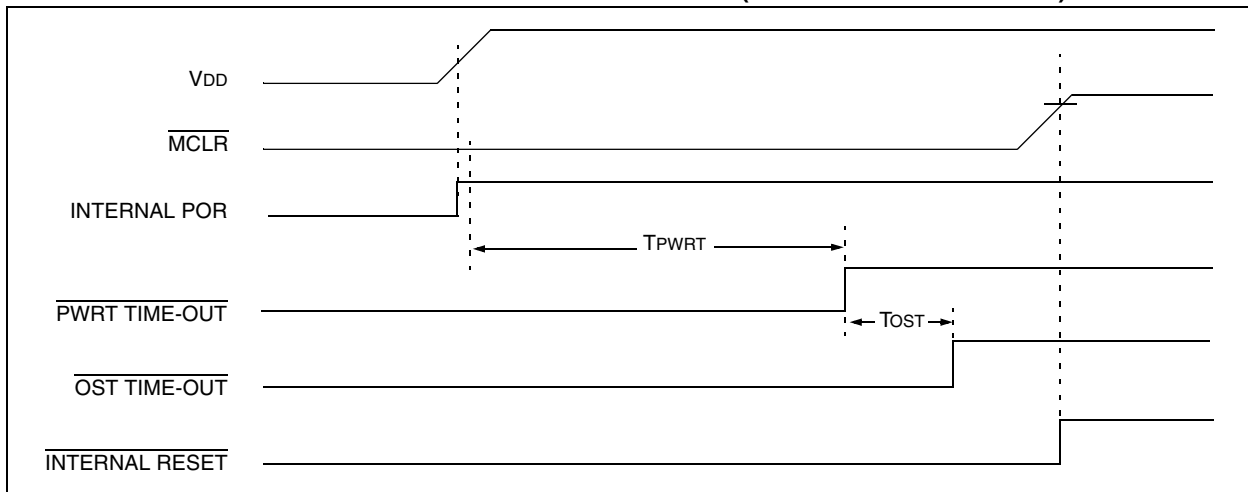 VDD
MCLR
INTERNAL POR
TPWRT
PWRT TIME-OUT
TOST
OST TIME-OUT
INTERNAL RESET